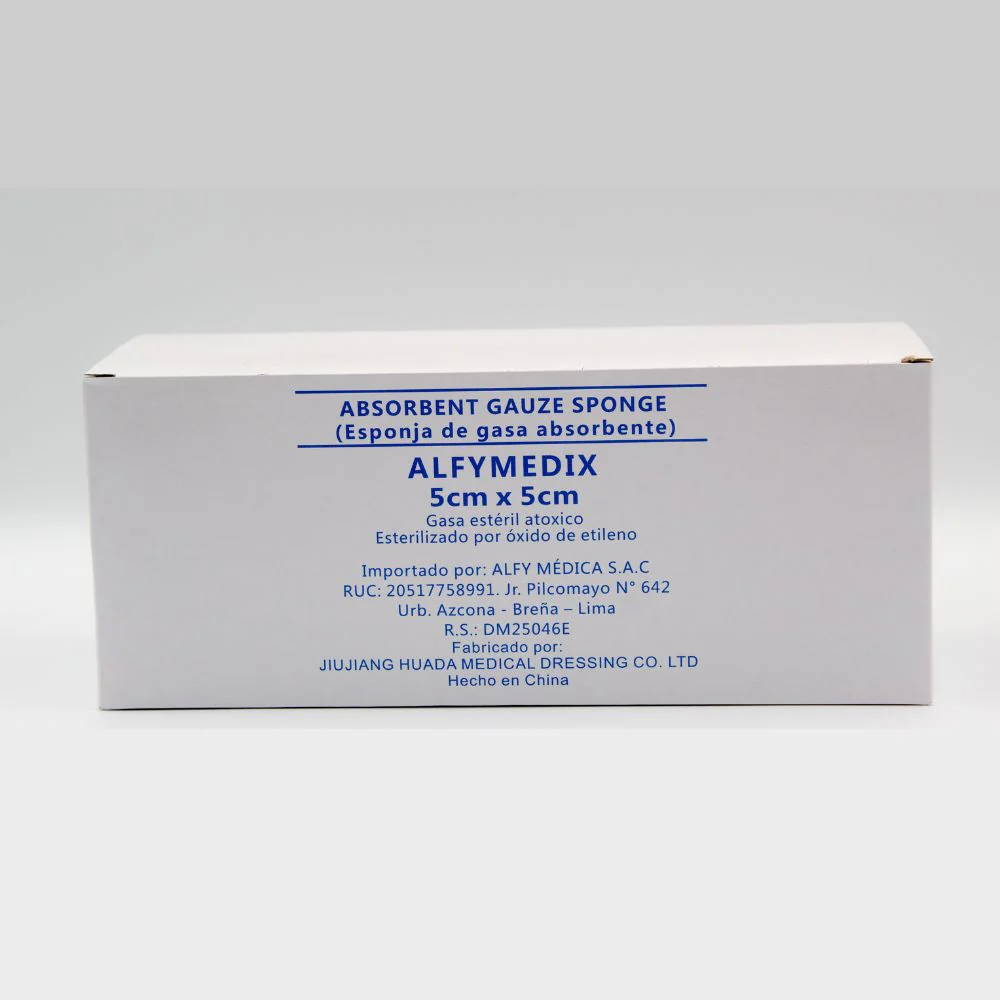 ABSORBENT GAUZE SPONGE
(Esponja de gasa absorbente)
ALFYMEDIX
5cm x 5cm
Gasa estéril atoxico
Esterilizado por óxido de etileno
Importado por: ALFY MÉDICA S.A.C
RUC: 20517758991. Jr. Pilcomayo N° 642
Urb. Azcona - Breña – Lima
R.S.: DM25046E
Fabricado por:
JIUJIANG HUADA MEDICAL DRESSING CO. LTD
Hecho en China